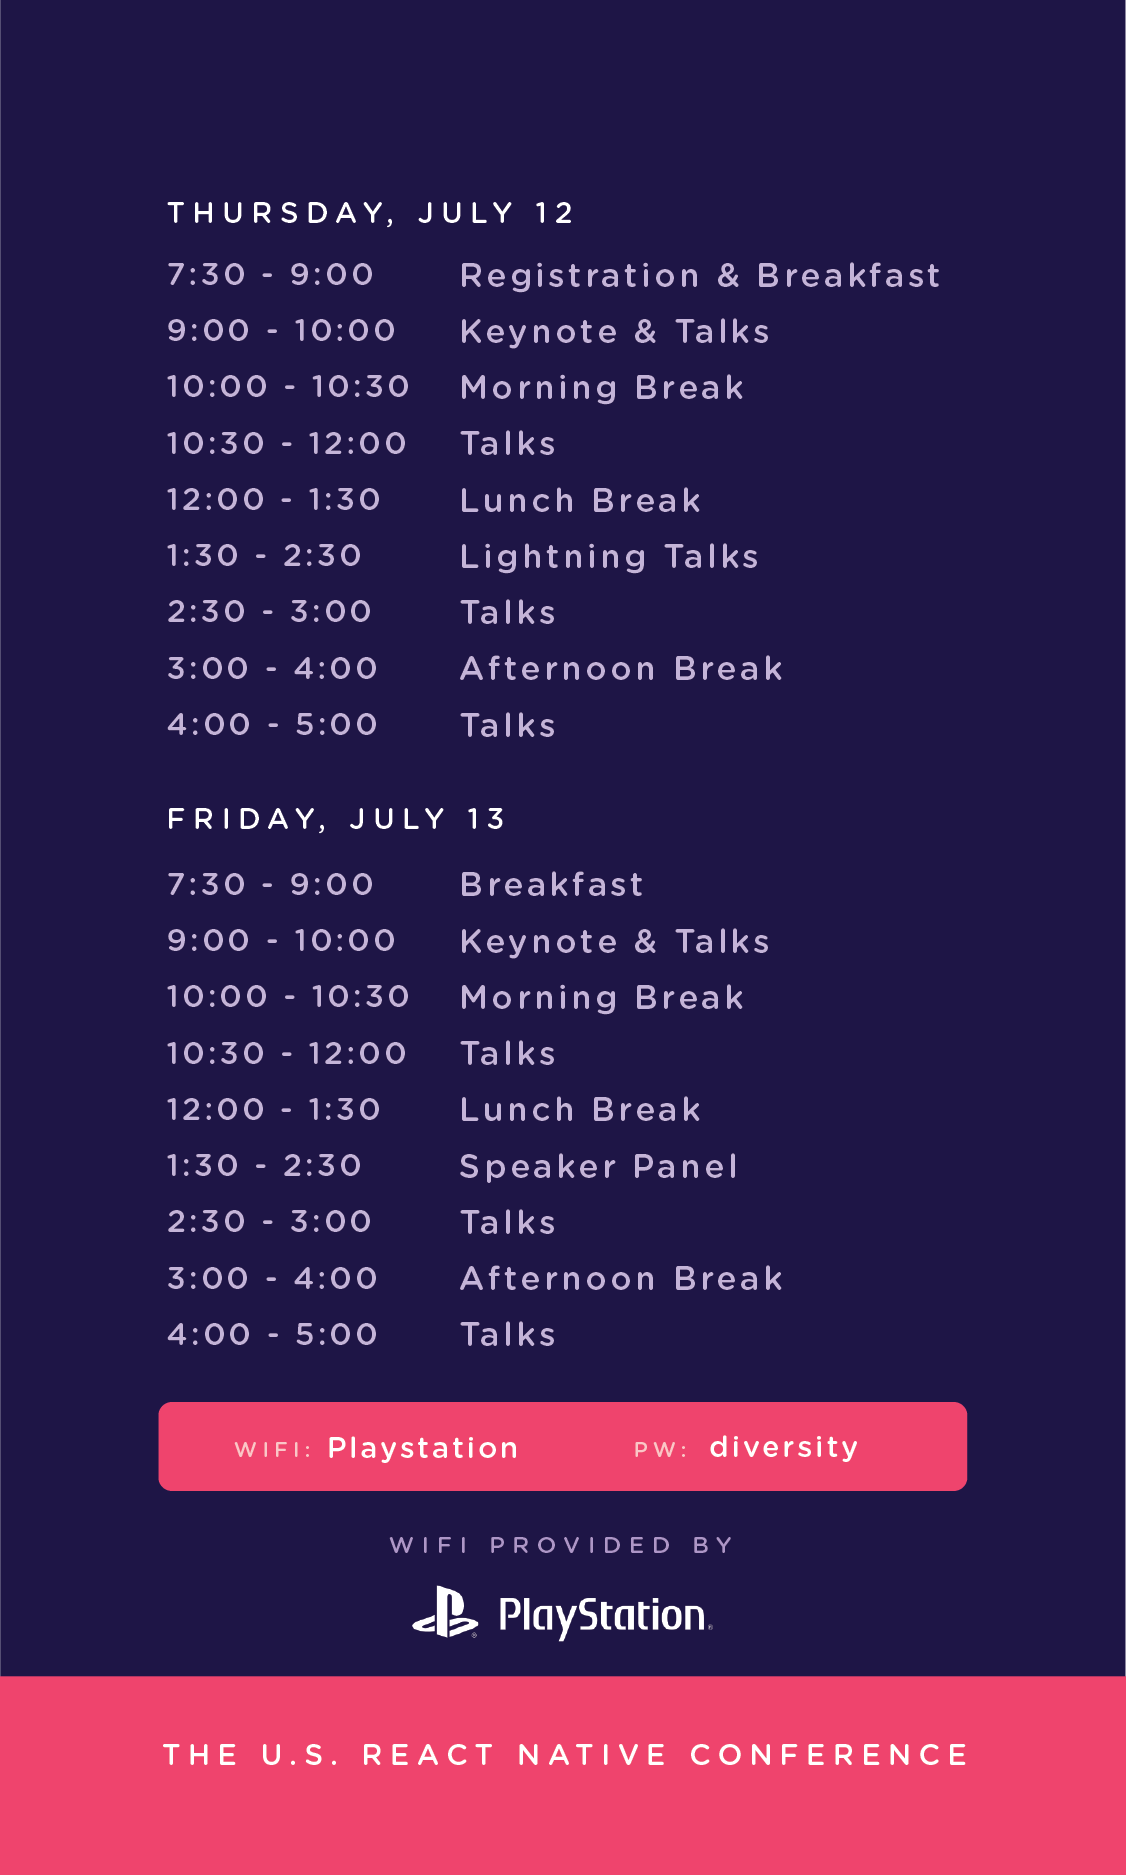 THURSDAY, JULY 12
7:30 - 9:00 Registration & Breakfast
9:00 - 10:00 Keynote & Talks
10:00 - 10:30 Morning Break
10:30 - 12:00 Talks
12:00 - 1:30 Lunch Break
1:30 - 2:30 Lightning Talks
2:30 - 3:00 Talks
3:00 - 4:00 Afternoon Break
4:00 - 5:00 Talks
FRIDAY, JULY 13
7:30 - 9:00 Breakfast
9:00 - 10:00 Keynote & Talks
10:00 - 10:30 Morning Break
10:30 - 12:00 Talks
12:00 - 1:30 Lunch Break
1:30 - 2:30 Speaker Panel
2:30 - 3:00 Talks
3:00 - 4:00 Afternoon Break
4:00 - 5:00 Talks
WIFI: Playstation PW: diversity
WIFI PROVIDED BY
PlayStation®
THE U.S. REACT NATIVE CONFERENCE